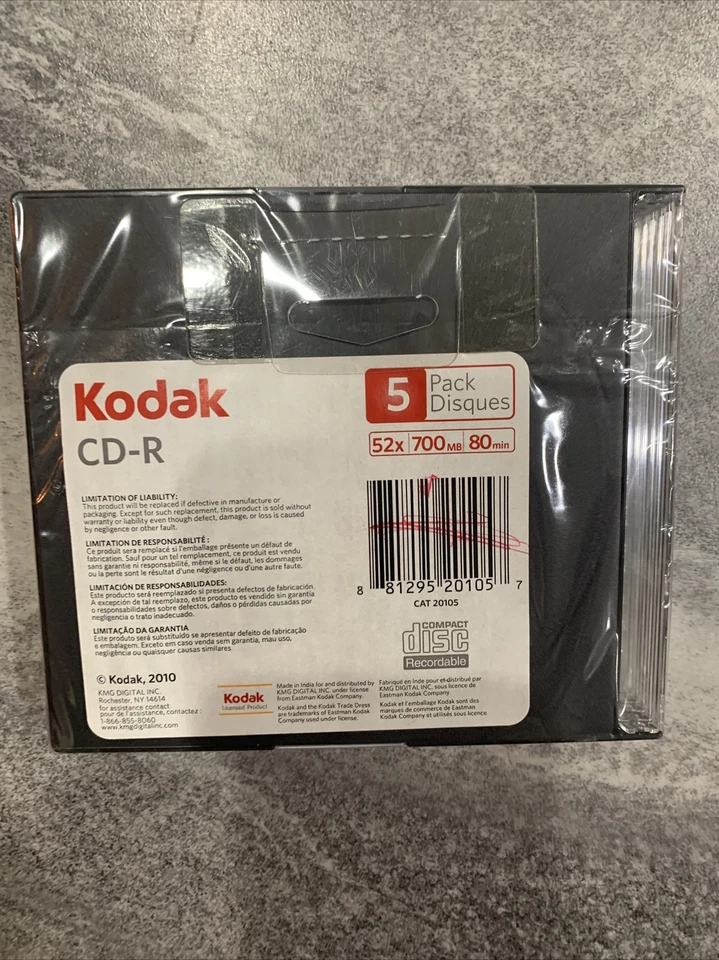 Kodak
CD-R
5 Pack
Disques
52x 700MB 80min
LIMITATION OF LIABILITY:
This product will be replaced if defective in manufacture or
packaging. Except for such replacement, this product is sold without
warranty or liability even though defect, damage, or loss is caused
by negligence or other fault.
LIMITATION DE RESPONSABILITÉ :
Ce produit sera remplacé si l'emballage présente un défaut de
fabrication. Sauf pour un tel remplacement, ce produit est vendu
sans garantie ni responsabilité, même si le défaut, les dommages
ou la perte sont le résultat d'une négligence ou d'une autre faute.
LIMITACIÓN DE RESPONSABILIDADES:
Este producto será reemplazado si presenta defectos de fabricación.
A excepción de tal reemplazo, este producto es vendido sin garantía
o responsabilidades sobre defectos, daños o pérdidas causadas por
negligencia o trato inadecuado.
LIMITAÇÃO DA GARANTIA
Este produto será substituído se apresentar defeito de fabricação
e embalagem. Exceto em caso venda sem garantia, mau uso,
negligência ou quaisquer causas similares
8 81295 20105 7
CAT 20105
COMPACT
disc
Recordable
© Kodak, 2010
KMG DIGITAL INC.
Rochester, NY 14614
for assistance contact:
pour de l'assistance, contactez :
1-866-855-8060
www.kmgdigitalinc.com
Kodak
Licensed Product
Made in India for and distributed by
KMG DIGITAL INC. under license
from Eastman Kodak Company.
Kodak and the Kodak Trade Dress
are trademarks of Eastman Kodak
Company used under license.
Fabriqué en Inde pour et distribué par
KMG DIGITAL INC. sous licence de
Eastman Kodak Company.
Kodak et l'emballage Kodak sont des
marques de commerce de Eastman
Kodak Company et utilisés sous licence